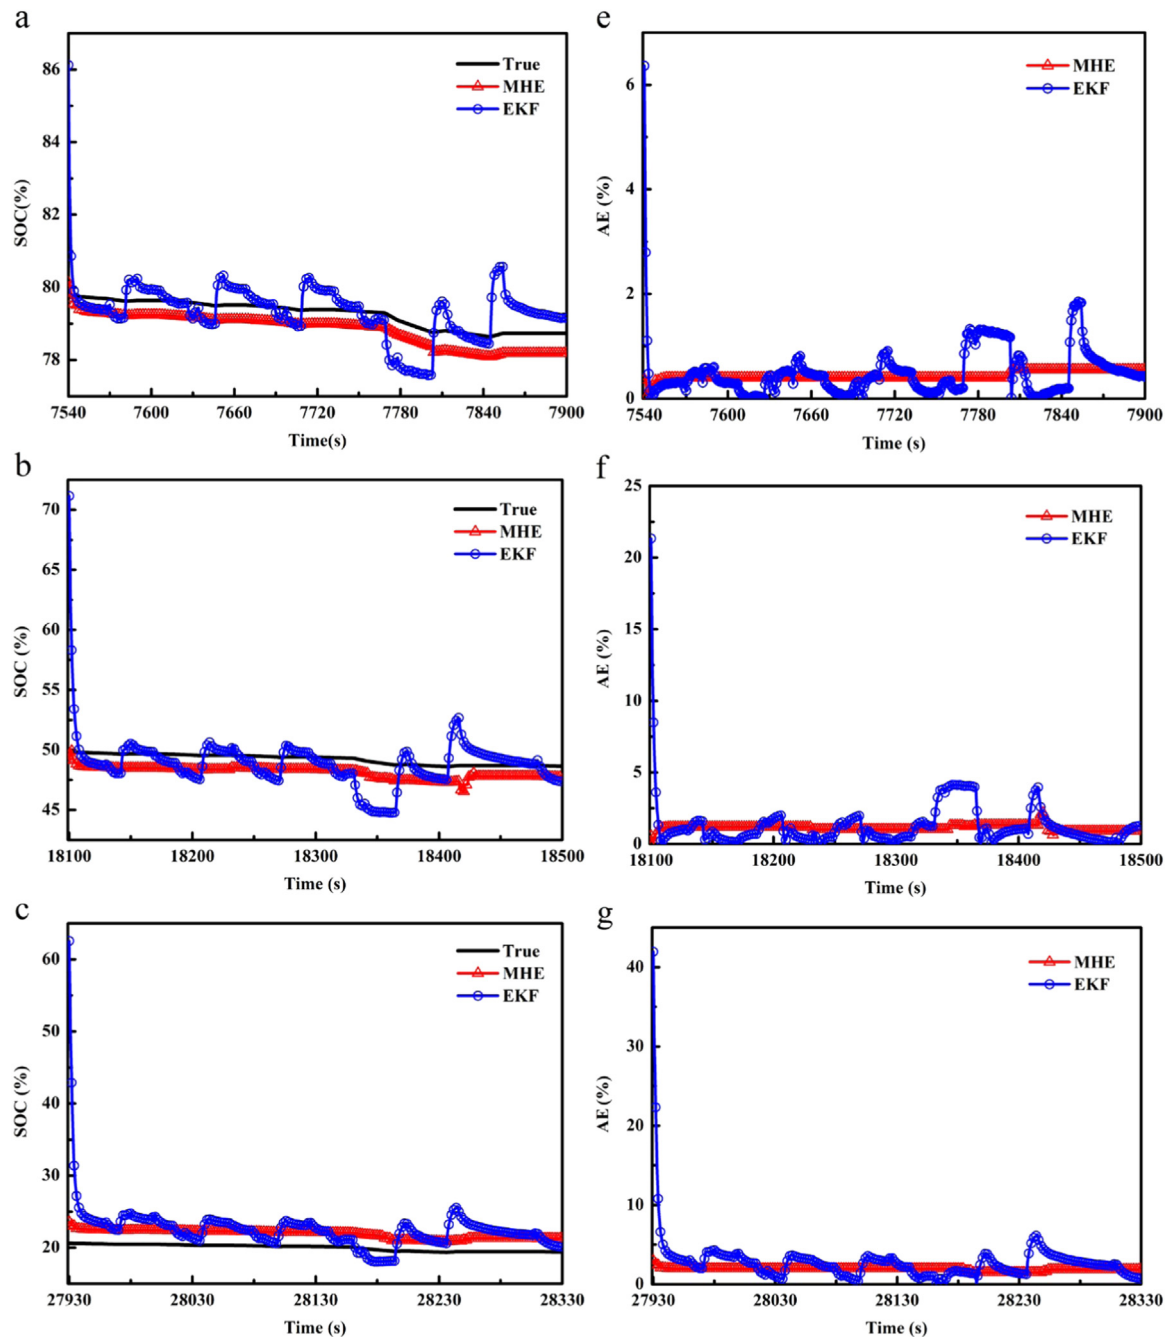 a
86
84
82
80
78
SOC(%)
True
MHE
EKF
7540 7600 7660 7720 7780 7840 7900
Time(s)
e
6
4
2
0
AE (%)
MHE
EKF
7540 7600 7660 7720 7780 7840 7900
Time (s)
b
70
65
60
55
50
45
SOC (%)
True
MHE
EKF
18100 18200 18300 18400 18500
Time (s)
f
25
20
15
10
5
0
AE (%)
MHE
EKF
18100 18200 18300 18400 18500
Time (s)
c
60
50
40
30
20
SOC (%)
True
MHE
EKF
27930 28030 28130 28230 28330
Time (s)
g
40
30
20
10
0
AE (%)
MHE
EKF
27930 28030 28130 28230 28330
Time (s)